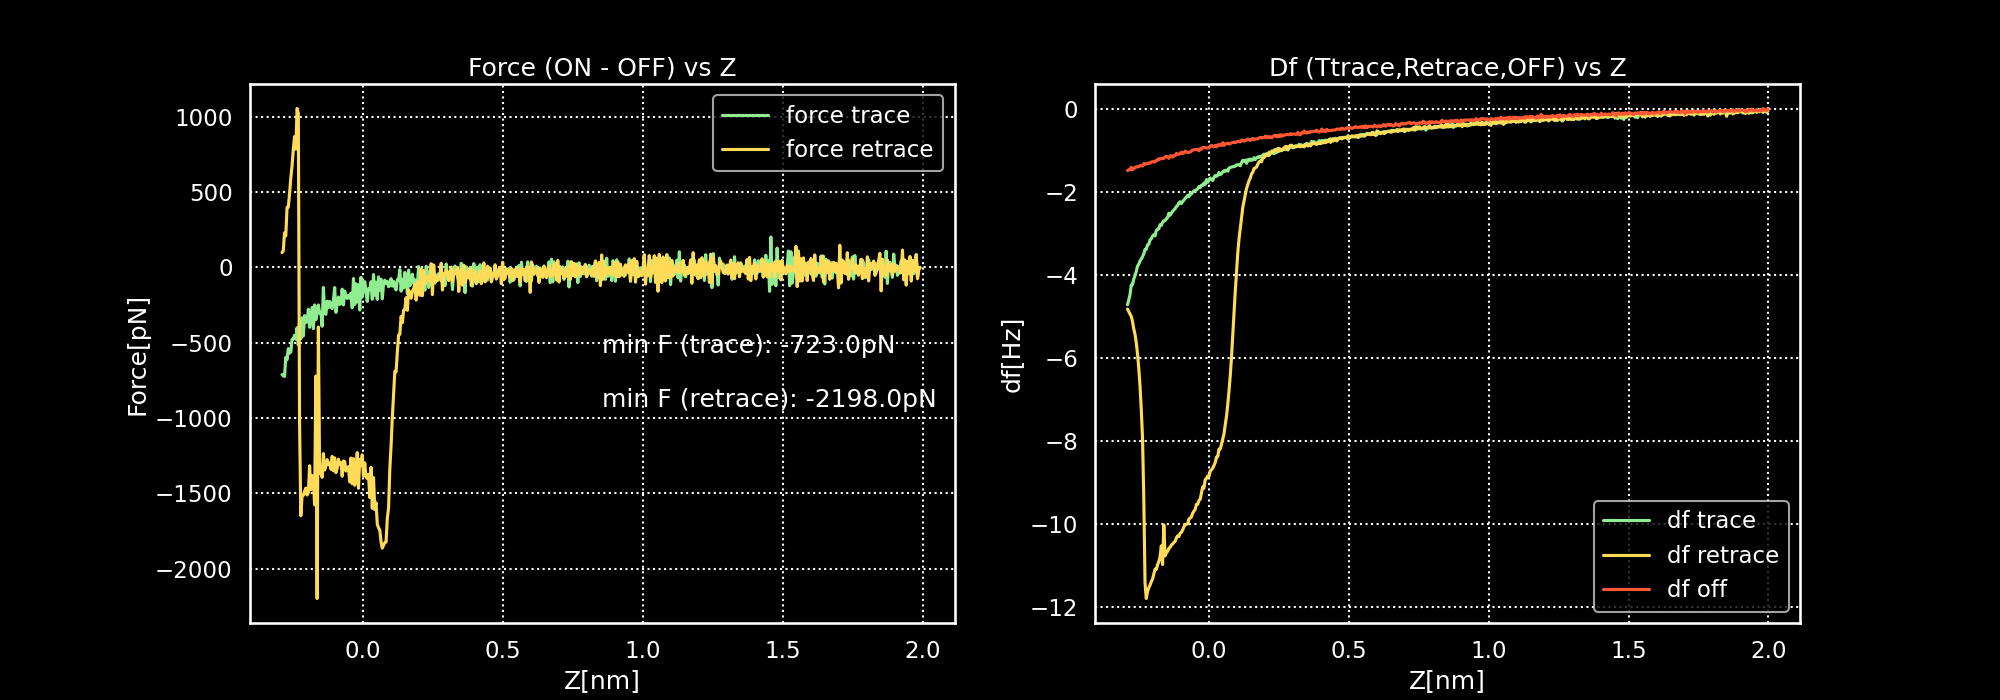 Force (ON - OFF) vs Z
force trace
force retrace
1000
500
0
−500
−1000
−1500
−2000
Force[pN]
min F (trace): -723.0pN
min F (retrace): -2198.0pN
0.0 0.5 1.0 1.5 2.0
Z[nm]
Df (Ttrace,Retrace,OFF) vs Z
0
−2
−4
−6
−8
−10
−12
df[Hz]
df trace
df retrace
df off
0.0 0.5 1.0 1.5 2.0
Z[nm]